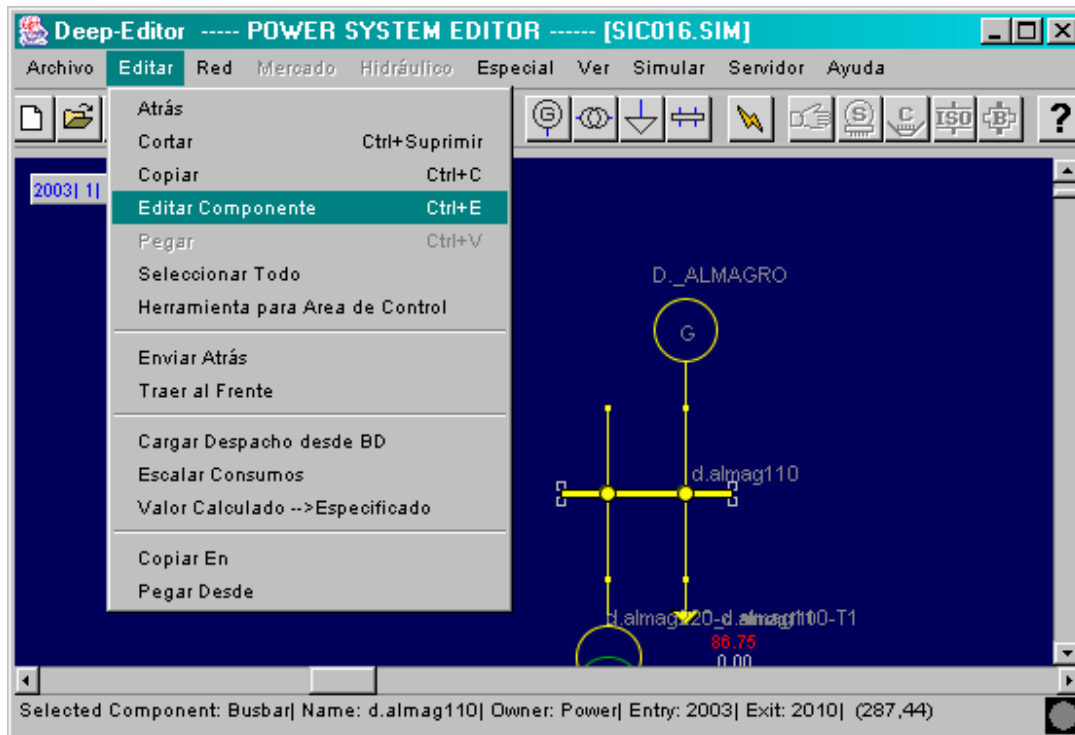 Deep-Editor ----- POWER SYSTEM EDITOR ------ [SIC016.SIM]
Archivo Editar Red Mercado Hidráulico Especial Ver Simular Servidor Ayuda
G S C ISO B ?
2003| 1|
Atrás
Cortar Ctrl+Suprimir
Copiar Ctrl+C
Editar Componente Ctrl+E
Pegar Ctrl+V
Seleccionar Todo
Herramienta para Area de Control
Enviar Atrás
Traer al Frente
Cargar Despacho desde BD
Escalar Consumos
Valor Calculado -->Especificado
Copiar En
Pegar Desde
D._ALMAGRO
G
d.almag110
86.75
0.00
Selected Component: Busbar| Name: d.almag110| Owner: Power| Entry: 2003| Exit: 2010| (287,44)